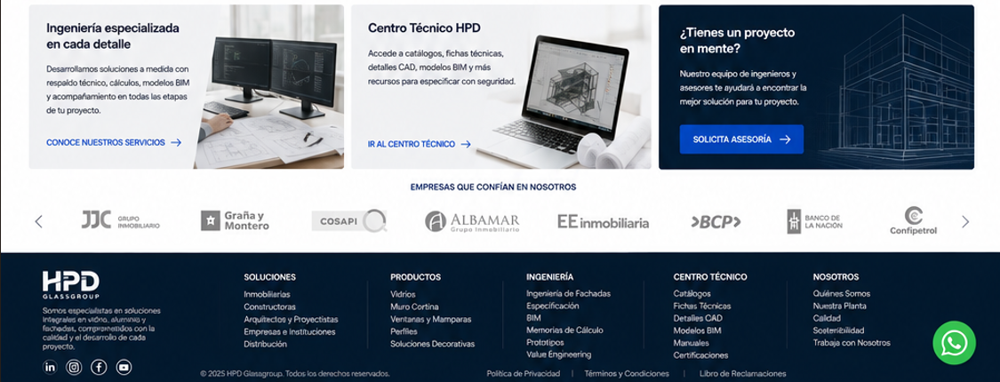 Ingeniería especializada
en cada detalle
Desarrollamos soluciones a medida con
respaldo técnico, cálculos, modelos BIM
y acompañamiento en todas las etapas
de tu proyecto.
CONOCE NUESTROS SERVICIOS
Centro Técnico HPD
Accede a catálogos, fichas técnicas,
detalles CAD, modelos BIM y más
recursos para especificar con seguridad.
IR AL CENTRO TÉCNICO
¿Tienes un proyecto
en mente?
Nuestro equipo de ingenieros y
asesores te ayudará a encontrar la
mejor solución para tu proyecto.
SOLICITA ASESORÍA
EMPRESAS QUE CONFÍAN EN NOSOTROS
JJC GRUPO
INMOBILIARIO
Graña y
Montero
COSAPI
ALBAMAR
Grupo Inmobiliario
EE inmobiliaria
BCP
BANCO DE
LA NACIÓN
Confipetrol
HPD
GLASSGROUP
Somos especialistas en soluciones
integrales en vidrio, aluminio y
fachadas, comprometidos con la
calidad y el desarrollo de cada
proyecto.
SOLUCIONES
Inmobiliarias
Constructoras
Arquitectos y Proyectistas
Empresas e Instituciones
Distribución
PRODUCTOS
Vidrios
Muro Cortina
Ventanas y Mamparas
Perfiles
Soluciones Decorativas
INGENIERÍA
Ingeniería de Fachadas
Especificación
BIM
Memorias de Cálculo
Prototipos
Value Engineering
CENTRO TÉCNICO
Catálogos
Fichas Técnicas
Detalles CAD
Modelos BIM
Manuales
Certificaciones
NOSOTROS
Quiénes Somos
Nuestra Planta
Calidad
Sostenibilidad
Trabaja con Nosotros
© 2025 HPD Glassgroup. Todos los derechos reservados.
Política de Privacidad | Términos y Condiciones | Libro de Reclamaciones